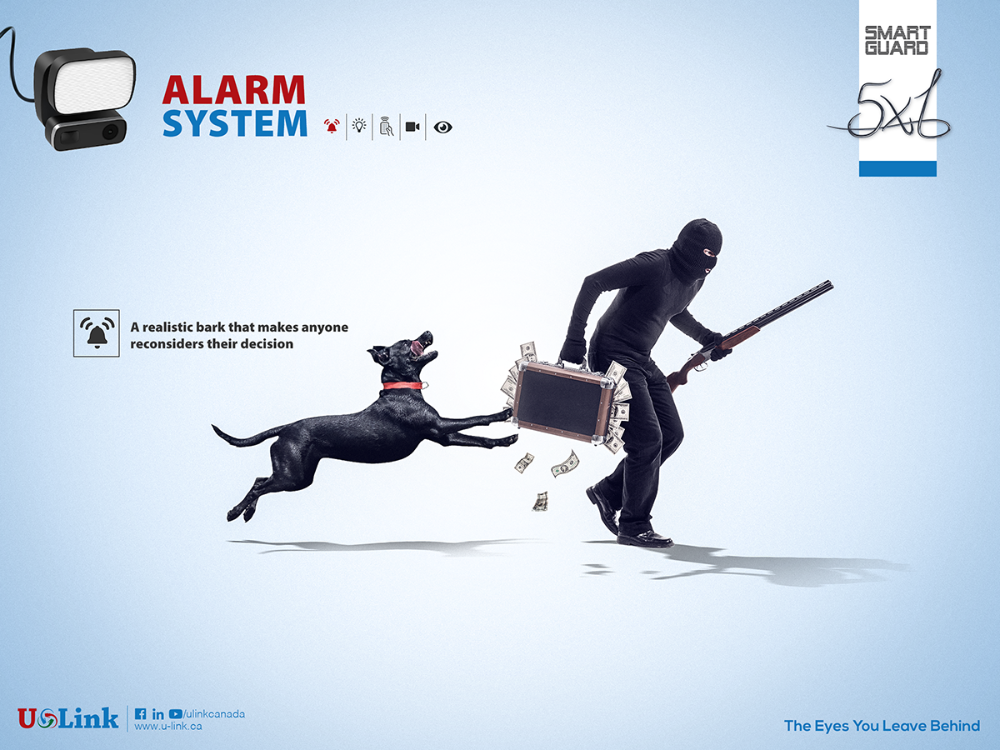 SMART
GUARD
5x1
ALARM
SYSTEM
A realistic bark that makes anyone
reconsiders their decision
U Link
/ulinkcanada
www.u-link.ca
The Eyes You Leave Behind